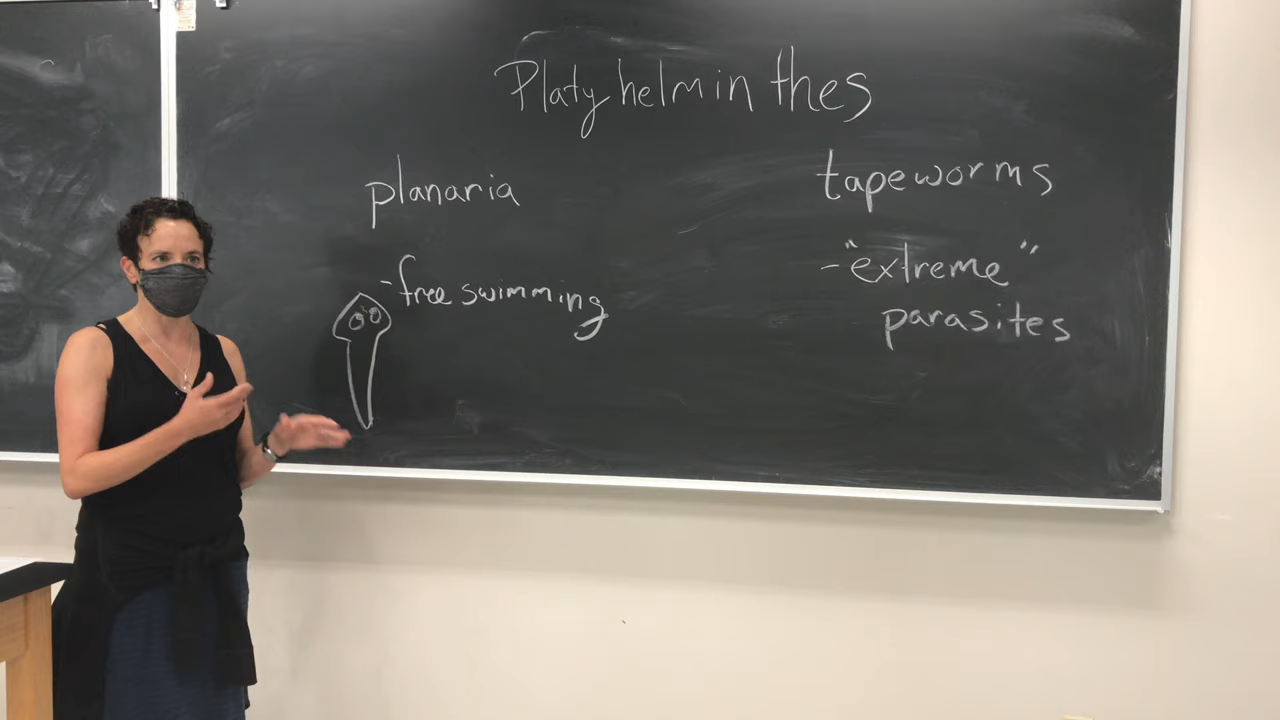 Platyhelminthes
planaria
-free swimming
tapeworms
-"extreme"
parasites